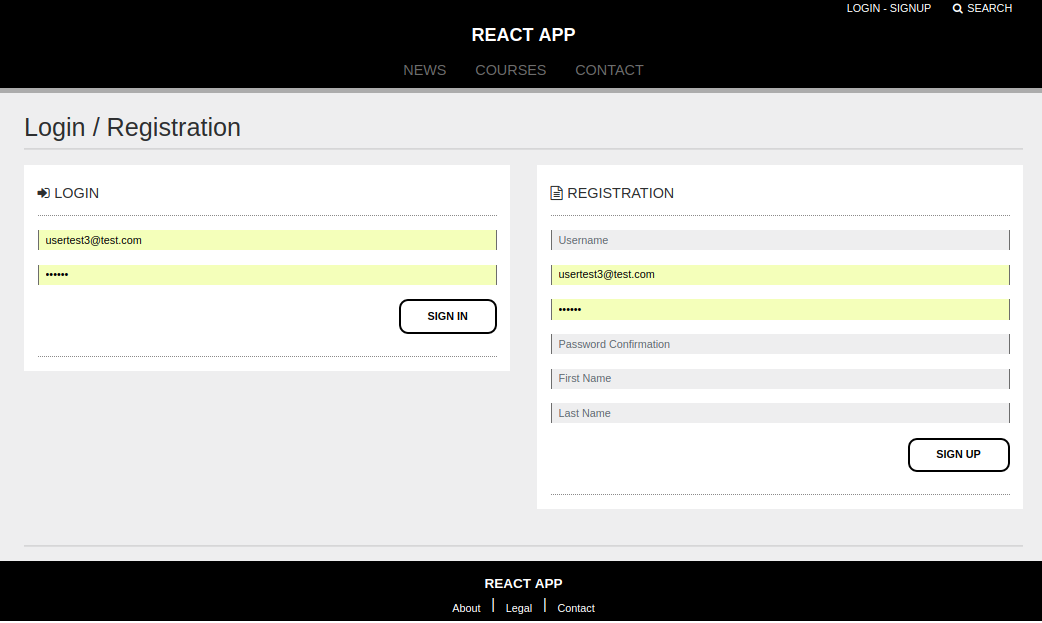 LOGIN - SIGNUP SEARCH
REACT APP
NEWS COURSES CONTACT
Login / Registration
LOGIN
usertest3@test.com
••••••
SIGN IN
REGISTRATION
Username
usertest3@test.com
••••••
Password Confirmation
First Name
Last Name
SIGN UP
REACT APP
About Legal Contact